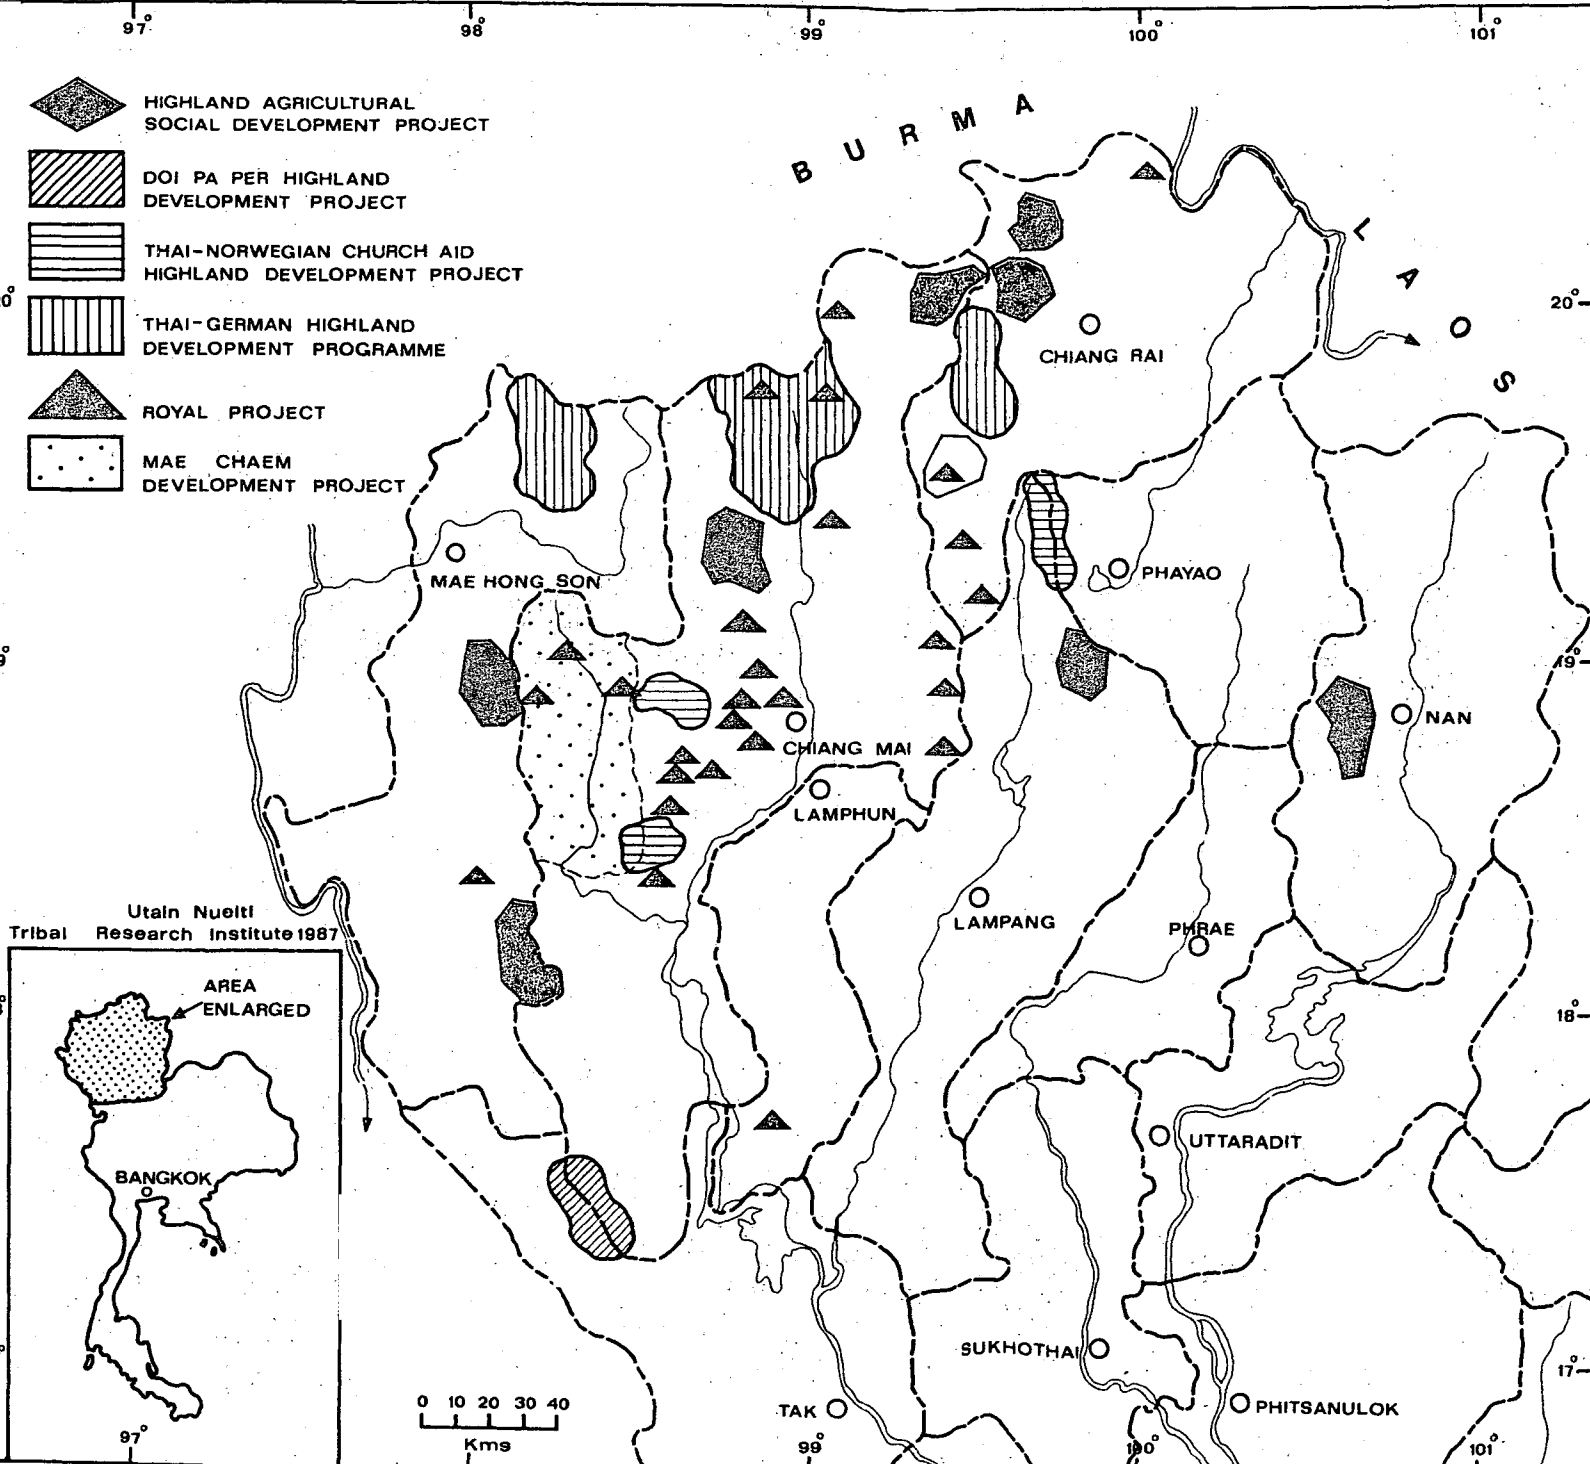 97°
98°
99°
100°
101°
HIGHLAND AGRICULTURAL
SOCIAL DEVELOPMENT PROJECT
DOI PA PER HIGHLAND
DEVELOPMENT PROJECT
THAI-NORWEGIAN CHURCH AID
HIGHLAND DEVELOPMENT PROJECT
THAI-GERMAN HIGHLAND
DEVELOPMENT PROGRAMME
ROYAL PROJECT
MAE CHAEM
DEVELOPMENT PROJECT
BURMA
LAOS
20°
CHIANG RAI
MAE HONG SON
PHAYAO
19°
NAN
CHIANG MAI
LAMPHUN
LAMPANG
PHRAE
Utain Nueiti
Tribal Research Institute 1987
AREA
ENLARGED
18°
BANGKOK
UTTARADIT
SUKHOTHAI
17°
TAK
PHITSANULOK
0 10 20 30 40
Kms
97°
99°
100°
101°